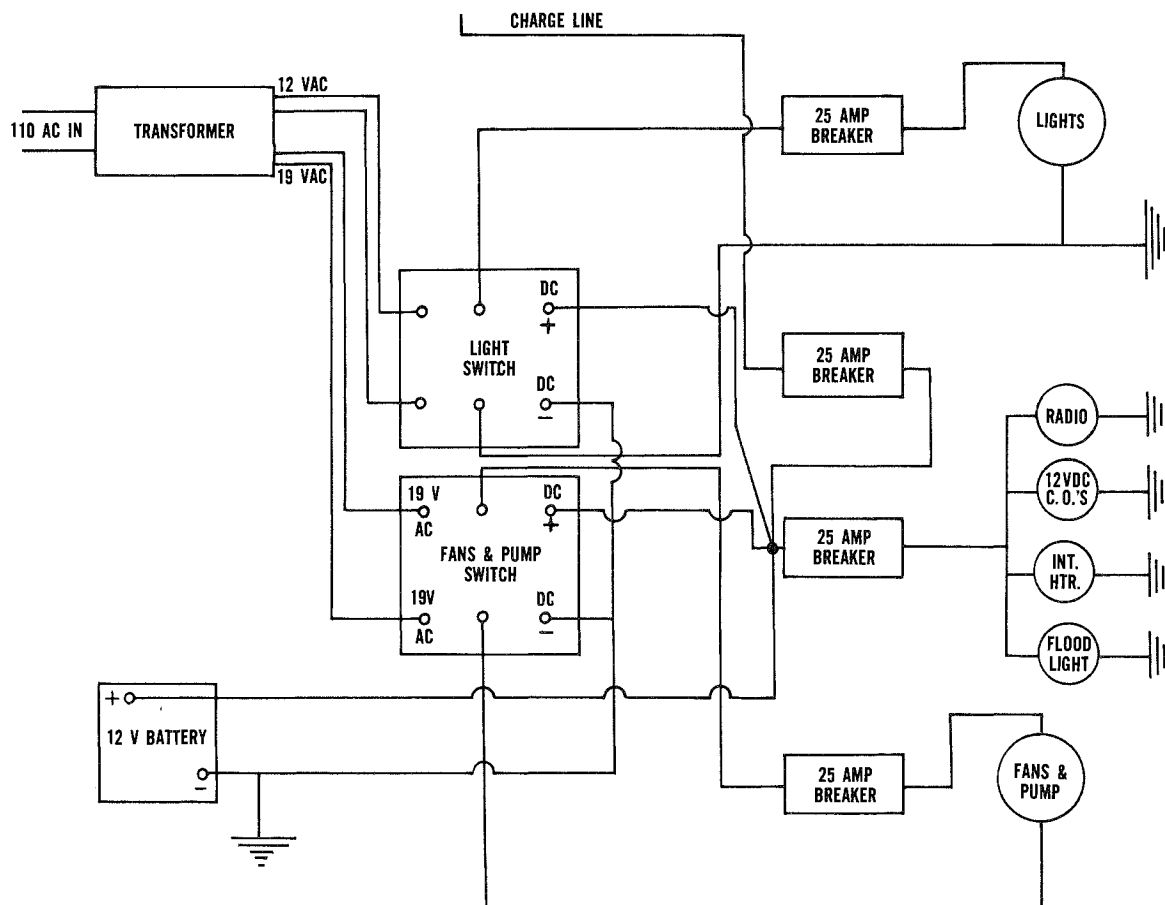 CHARGE LINE
12 VAC
110 AC IN
TRANSFORMER
19 VAC
25 AMP
BREAKER
LIGHTS
DC
+
LIGHT
SWITCH
DC
−
25 AMP
BREAKER
RADIO
19 V
AC
DC
+
FANS & PUMP
SWITCH
19V
AC
DC
−
25 AMP
BREAKER
12VDC
C.O.'S
INT.
HTR.
FLOOD
LIGHT
+
12 V BATTERY
−
25 AMP
BREAKER
FANS &
PUMP